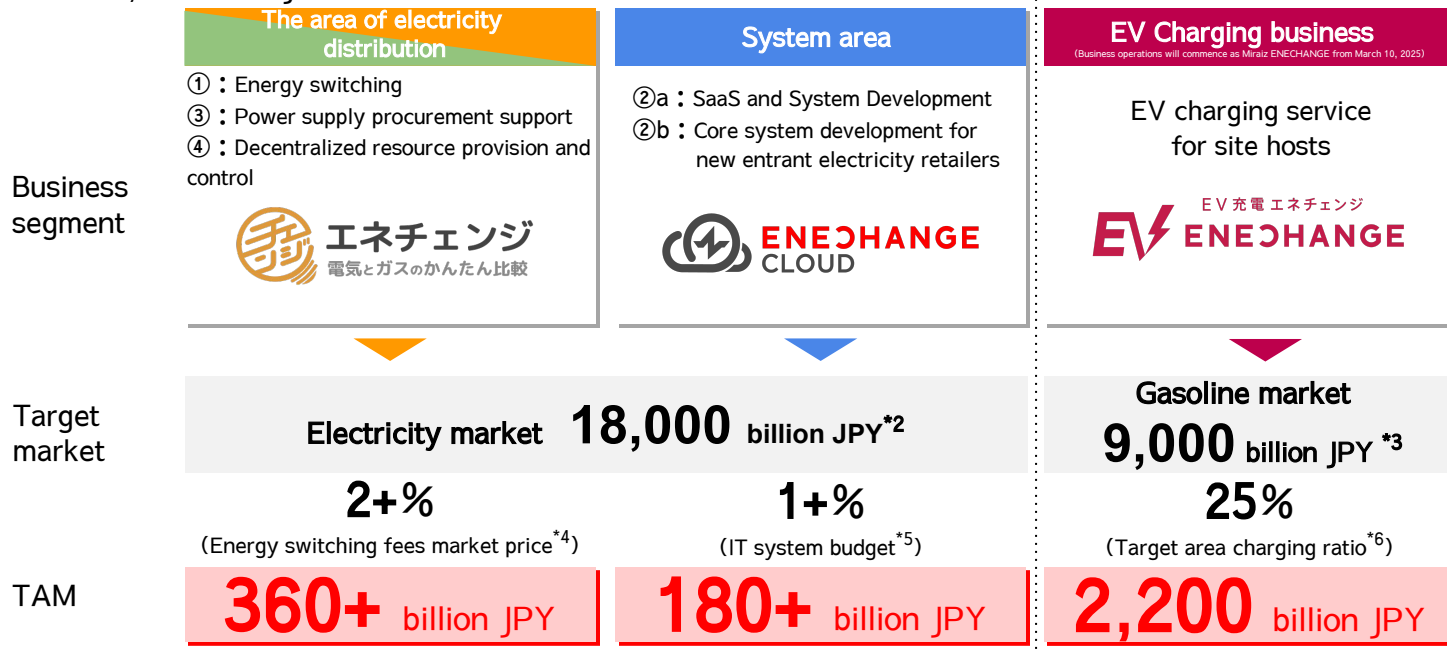 The area of electricity
distribution
①：Energy switching
③：Power supply procurement support
④：Decentralized resource provision and
control
チェンジ
エネチェンジ
電気とガスのかんたん比較
System area
②a：SaaS and System Development
②b：Core system development for
new entrant electricity retailers
ENECHANGE
CLOUD
EV Charging business
(Business operations will commence as Miraiz ENECHANGE from March 10, 2025)
EV charging service
for site hosts
EV
EV充電 エネチェンジ
ENECHANGE
Business
segment
Target
market
Electricity market 18,000 billion JPY*2
Gasoline market
9,000 billion JPY *3
2+%
(Energy switching fees market price*4)
1+%
(IT system budget*5)
25%
(Target area charging ratio*6)
TAM
360+ billion JPY
180+ billion JPY
2,200 billion JPY